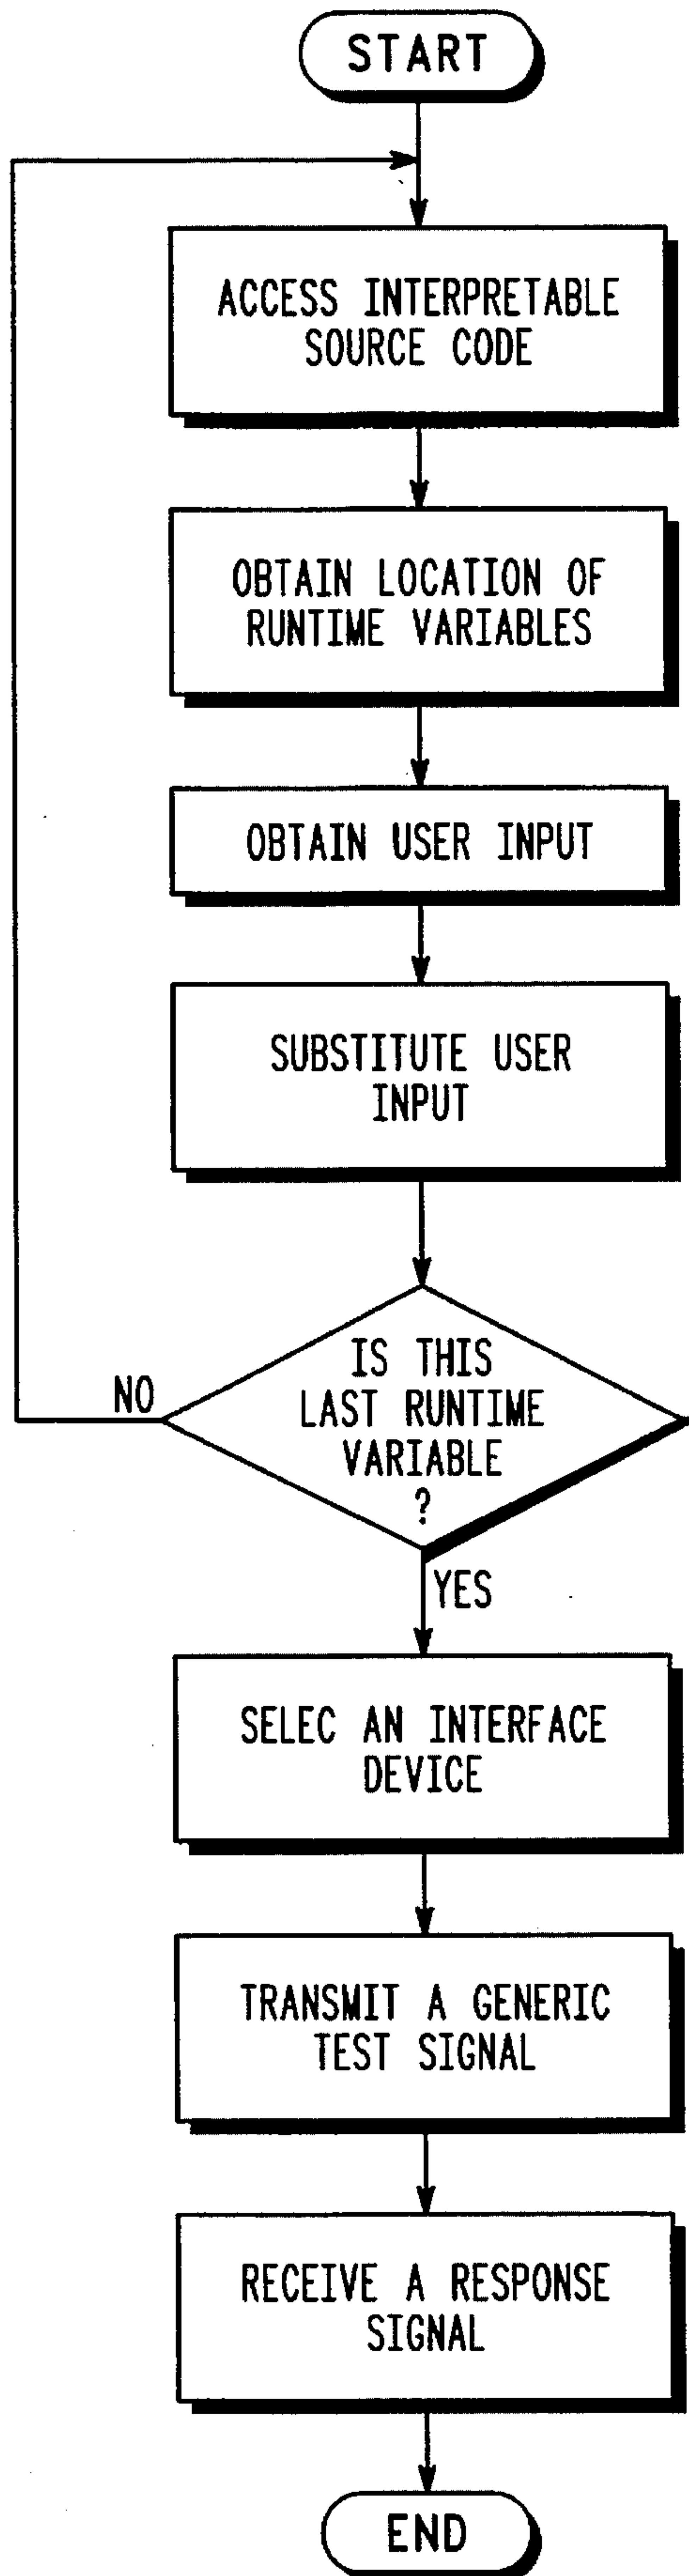 START
ACCESS INTERPRETABLE
SOURCE CODE
OBTAIN LOCATION OF
RUNTIME VARIABLES
OBTAIN USER INPUT
SUBSTITUTE USER
INPUT
IS THIS
LAST RUNTIME
VARIABLE
?
NO
YES
SELEC AN INTERFACE
DEVICE
TRANSMIT A GENERIC
TEST SIGNAL
RECEIVE A RESPONSE
SIGNAL
END